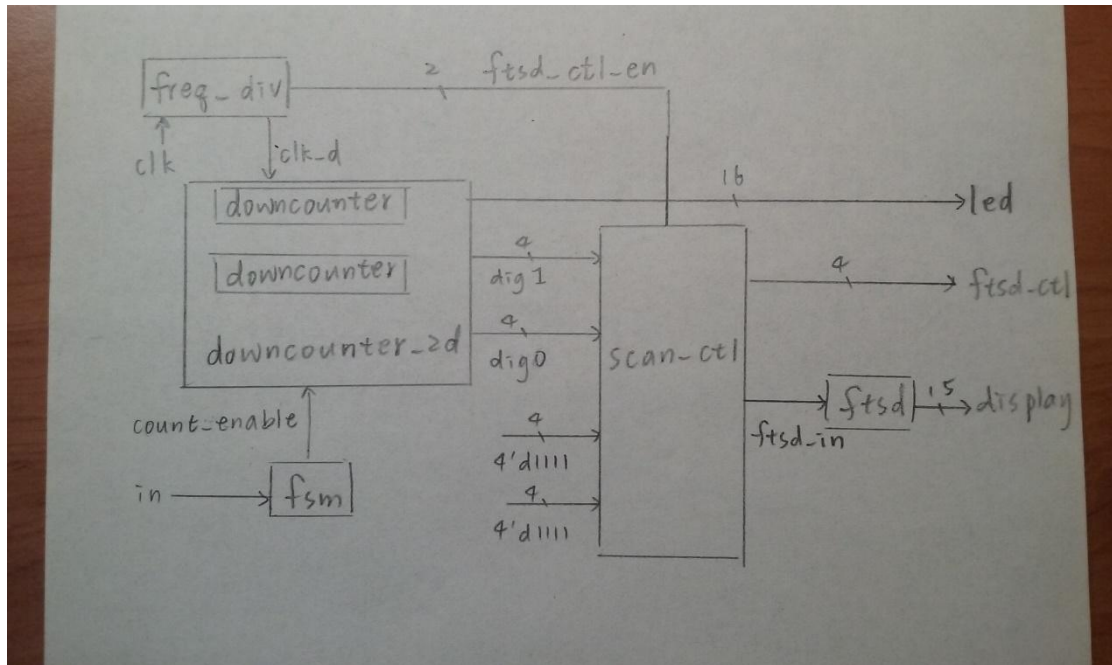 2 ftsd_ctl_en
freq_div
clk
clk_d
downcounter
16
led
downcounter
4
dig1
4
ftsd_ctl
4
dig0
downcounter_2d
scan_ctl
count_enable
ftsd
15
display
4
4'd1111
ftsd_in
in
fsm
4
4'd1111